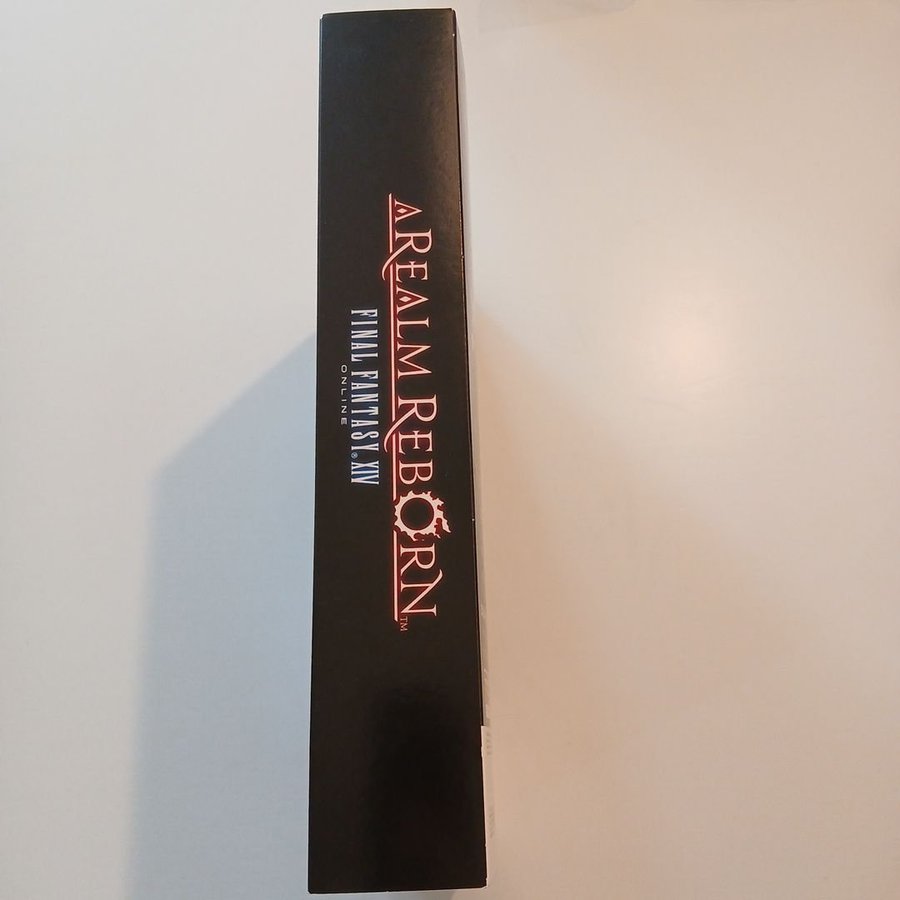 A REALM REBORN™
FINAL FANTASY® XIV
ONLINE